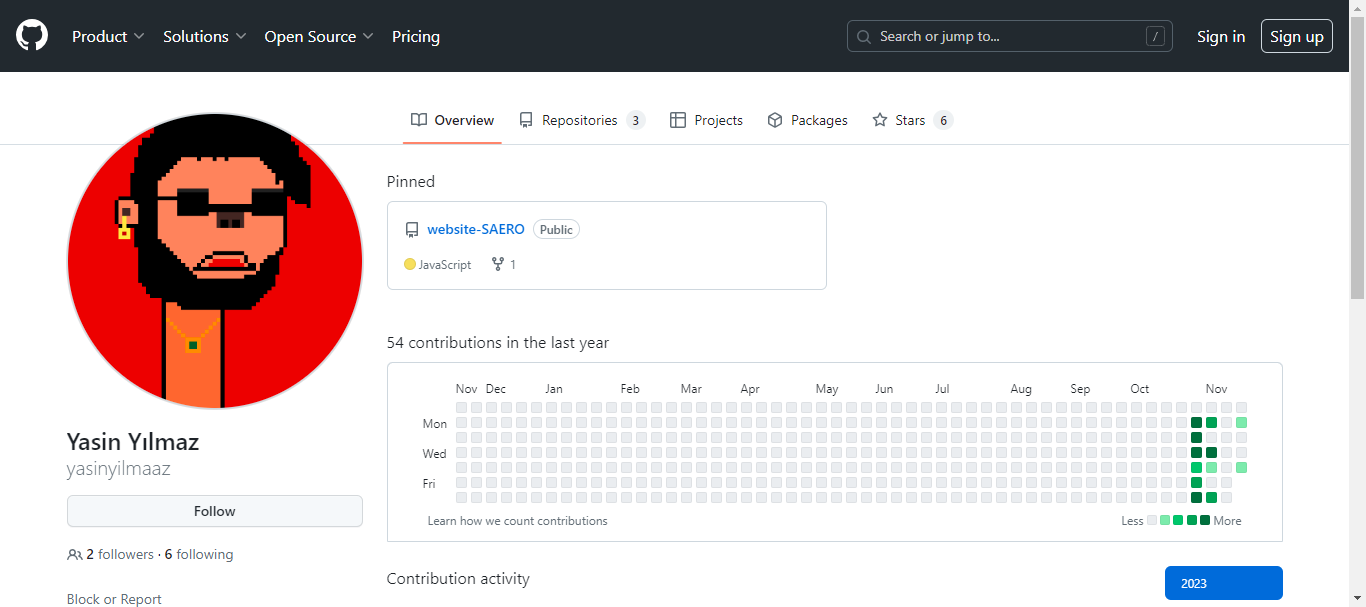 Product Solutions Open Source Pricing Search or jump to... / Sign in Sign up
Overview Repositories 3 Projects Packages Stars 6
Pinned
website-SAERO Public
JavaScript 1
54 contributions in the last year
Nov Dec Jan Feb Mar Apr May Jun Jul Aug Sep Oct Nov
Mon
Wed
Fri
Learn how we count contributions Less More
Yasin Yılmaz
yasinyilmaaz
Follow
2 followers · 6 following
Block or Report
Contribution activity 2023